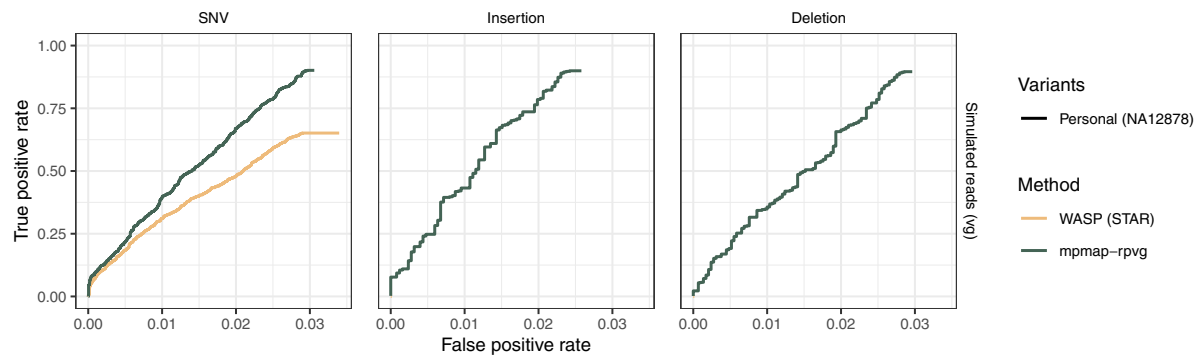 SNV
Insertion
Deletion
True positive rate
1.00
0.75
0.50
0.25
0.00
0.00 0.01 0.02 0.03
0.00 0.01 0.02 0.03
0.00 0.01 0.02 0.03
False positive rate
Simulated reads (vg)
Variants
Personal (NA12878)
Method
WASP (STAR)
mpmap−rpvg